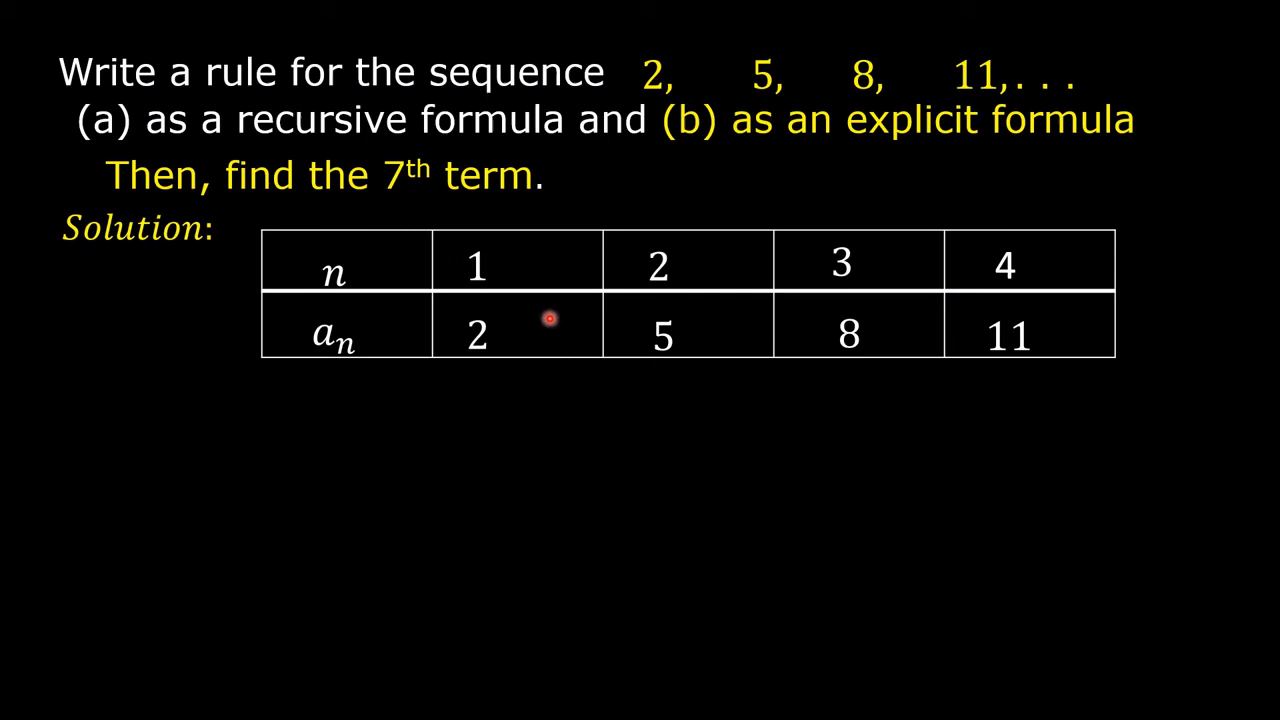 Write a rule for the sequence 2, 5, 8, 11, . . .
(a) as a recursive formula and (b) as an explicit formula
Then, find the 7th term.
Solution:
n 1 2 3 4
aₙ 2 5 8 11